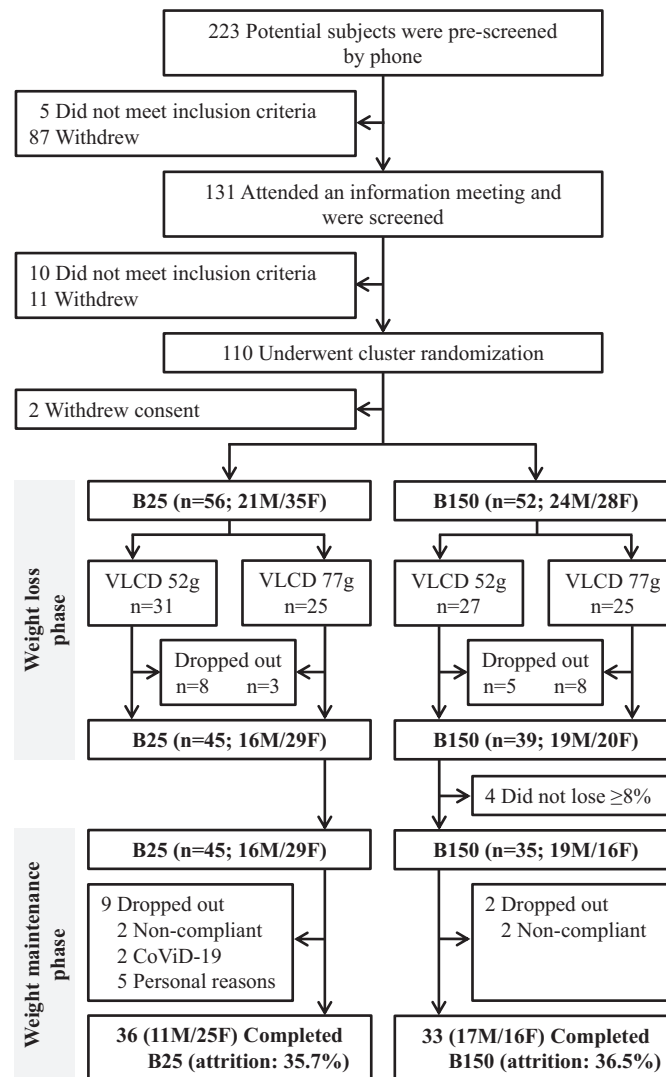 223 Potential subjects were pre-screened
by phone
5 Did not meet inclusion criteria
87 Withdrew
131 Attended an information meeting and
were screened
10 Did not meet inclusion criteria
11 Withdrew
110 Underwent cluster randomization
2 Withdrew consent
Weight loss
phase
B25 (n=56; 21M/35F)
B150 (n=52; 24M/28F)
VLCD 52g
n=31
VLCD 77g
n=25
VLCD 52g
n=27
VLCD 77g
n=25
Dropped out
n=8 n=3
Dropped out
n=5 n=8
B25 (n=45; 16M/29F)
B150 (n=39; 19M/20F)
4 Did not lose ≥8%
Weight maintenance
phase
B25 (n=45; 16M/29F)
B150 (n=35; 19M/16F)
9 Dropped out
2 Non-compliant
2 CoViD-19
5 Personal reasons
2 Dropped out
2 Non-compliant
36 (11M/25F) Completed
B25 (attrition: 35.7%)
33 (17M/16F) Completed
B150 (attrition: 36.5%)